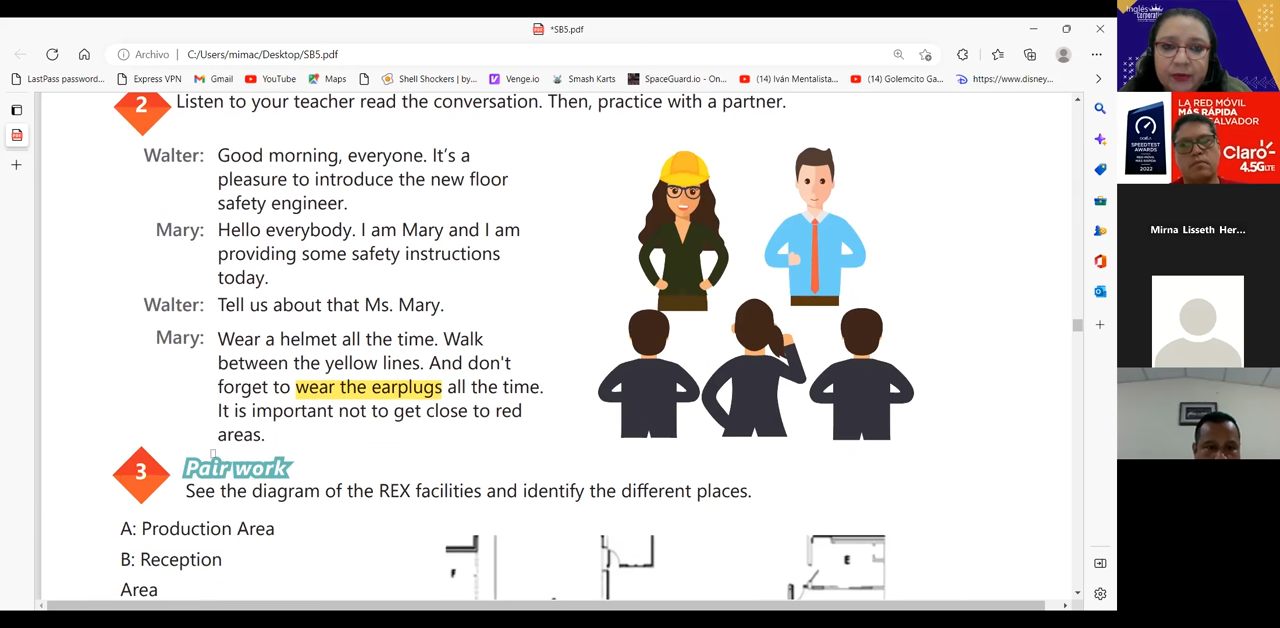 *SB5.pdf
Archivo
C:/Users/mimac/Desktop/SB5.pdf
LastPass password...
Express VPN
Gmail
YouTube
Maps
Shell Shockers | by...
Venge.io
Smash Karts
SpaceGuard.io - On...
(14) Iván Mentalista...
(14) Golemcito Ga...
https://www.disney...
2
Listen to your teacher read the conversation. Then, practice with a partner.
Walter: Good morning, everyone. It's a
pleasure to introduce the new floor
safety engineer.
Mary: Hello everybody. I am Mary and I am
providing some safety instructions
today.
Walter: Tell us about that Ms. Mary.
Mary: Wear a helmet all the time. Walk
between the yellow lines. And don't
forget to wear the earplugs all the time.
It is important not to get close to red
areas.
3
Pair work
See the diagram of the REX facilities and identify the different places.
A: Production Area
B: Reception
Area
F
E
Inglés
Corporativo
LA RED MÓVIL
MÁS RÁPIDA
SALVADOR
SPEEDTEST
AWARDS
2022
Claro
4.5G LTE
Mirna Lisseth Her...